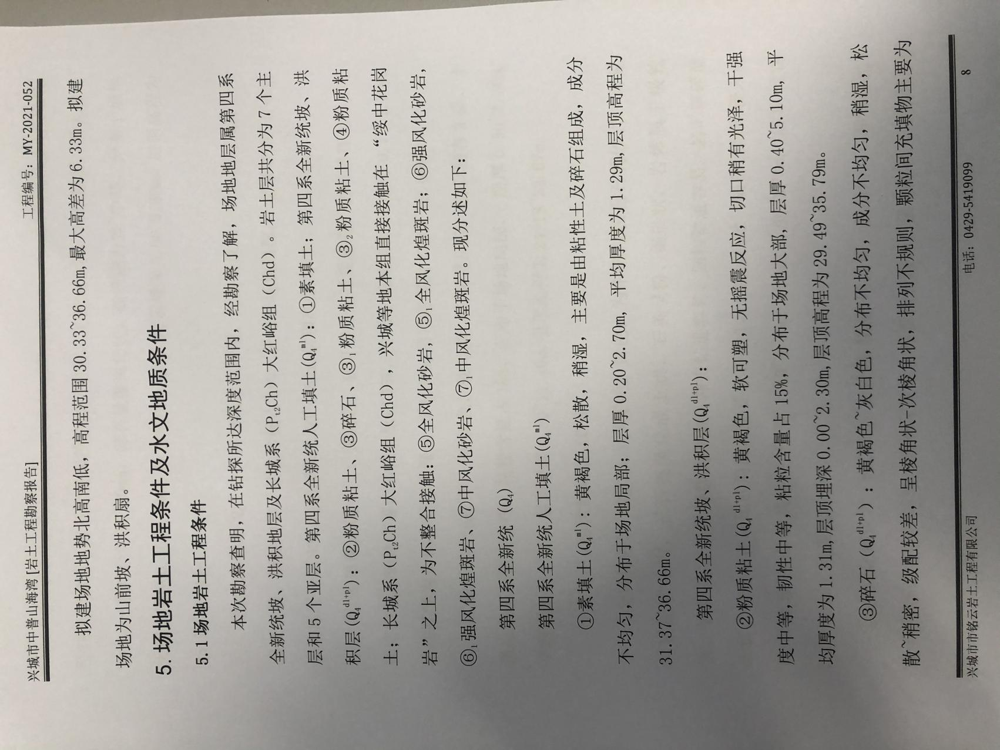 兴城市中普山海湾[岩土工程勘察报告] 工程编号：MY-2021-052
拟建场地地势北高南低，高程范围 30.33~36.66m,最大高差为 6.33m。拟建
场地为山前坡、洪积扇。
5.场地岩土工程条件及水文地质条件
5.1 场地岩土工程条件
本次勘察查明，在钻探所达深度范围内，经勘察了解，场地地层属第四系
全新统坡、洪积地层及长城系（Pt₂Ch）大红峪组（Chd）。岩土层共分为 7 个主
层和 5 个亚层。第四系全新统人工填土(Q₄ᵐˡ)：①素填土；第四系全新统坡、洪
积层(Q₄ᵈˡ⁺ᵖˡ)：②粉质粘土、③碎石、③₁粉质粘土、③₂粉质粘土、④粉质粘
土；长城系（Pt₂Ch）大红峪组（Chd），兴城等地本组直接接触在 “绥中花岗
岩”之上，为不整合接触：⑤全风化砂岩，⑤₁全风化煌斑岩；⑥强风化砂岩，
⑥₁强风化煌斑岩、⑦中风化砂岩、⑦₁中风化煌斑岩。现分述如下：
第四系全新统（Q₄）
第四系全新统人工填土(Q₄ᵐˡ)
①素填土(Q₄ᵐˡ)：黄褐色，松散，稍湿，主要是由粘性土及碎石组成，成分
不均匀，分布于场地局部；层厚 0.20~2.70m, 平均厚度为 1.29m,层顶高程为
31.37~36.66m。
第四系全新统坡、洪积层(Q₄ᵈˡ⁺ᵖˡ)：
②粉质粘土(Q₄ᵈˡ⁺ᵖˡ)：黄褐色，软可塑，无摇震反应，切口稍有光泽，干强
度中等，韧性中等，粘粒含量占 15%，分布于场地大部，层厚 0.40~5.10m, 平
均厚度为 1.31m,层顶埋深 0.00~2.30m,层顶高程为 29.49~35.79m。
③碎石（Q₄ᵈˡ⁺ᵖˡ）：黄褐色~灰白色，分布不均匀，成分不均匀，稍湿，松
散~稍密，级配较差，呈棱角状-次棱角状，排列不规则，颗粒间充填物主要为
兴城市市铭云岩土工程有限公司 电话：0429-5419099 8